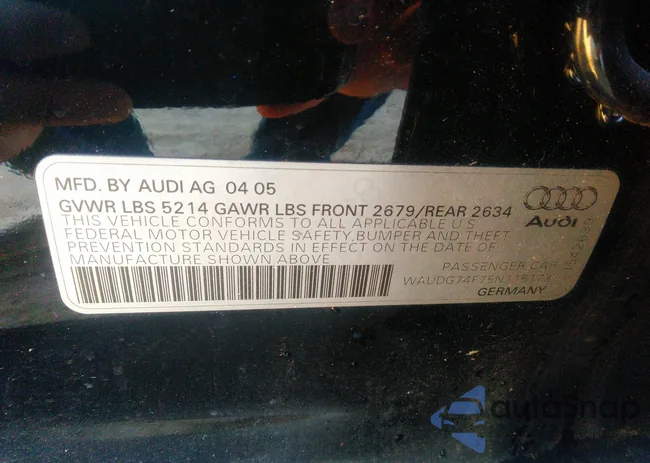 MFD. BY AUDI AG 04 05
GVWR LBS 5214 GAWR LBS FRONT 2679/REAR 2634
THIS VEHICLE CONFORMS TO ALL APPLICABLE U.S
FEDERAL MOTOR VEHICLE SAFETY, BUMPER AND THEFT
PREVENTION STANDARDS IN EFFECT ON THE DATE OF
MANUFACTURE SHOWN ABOVE
Audi
PASSENGER CAR
GERMANY
autoSnap